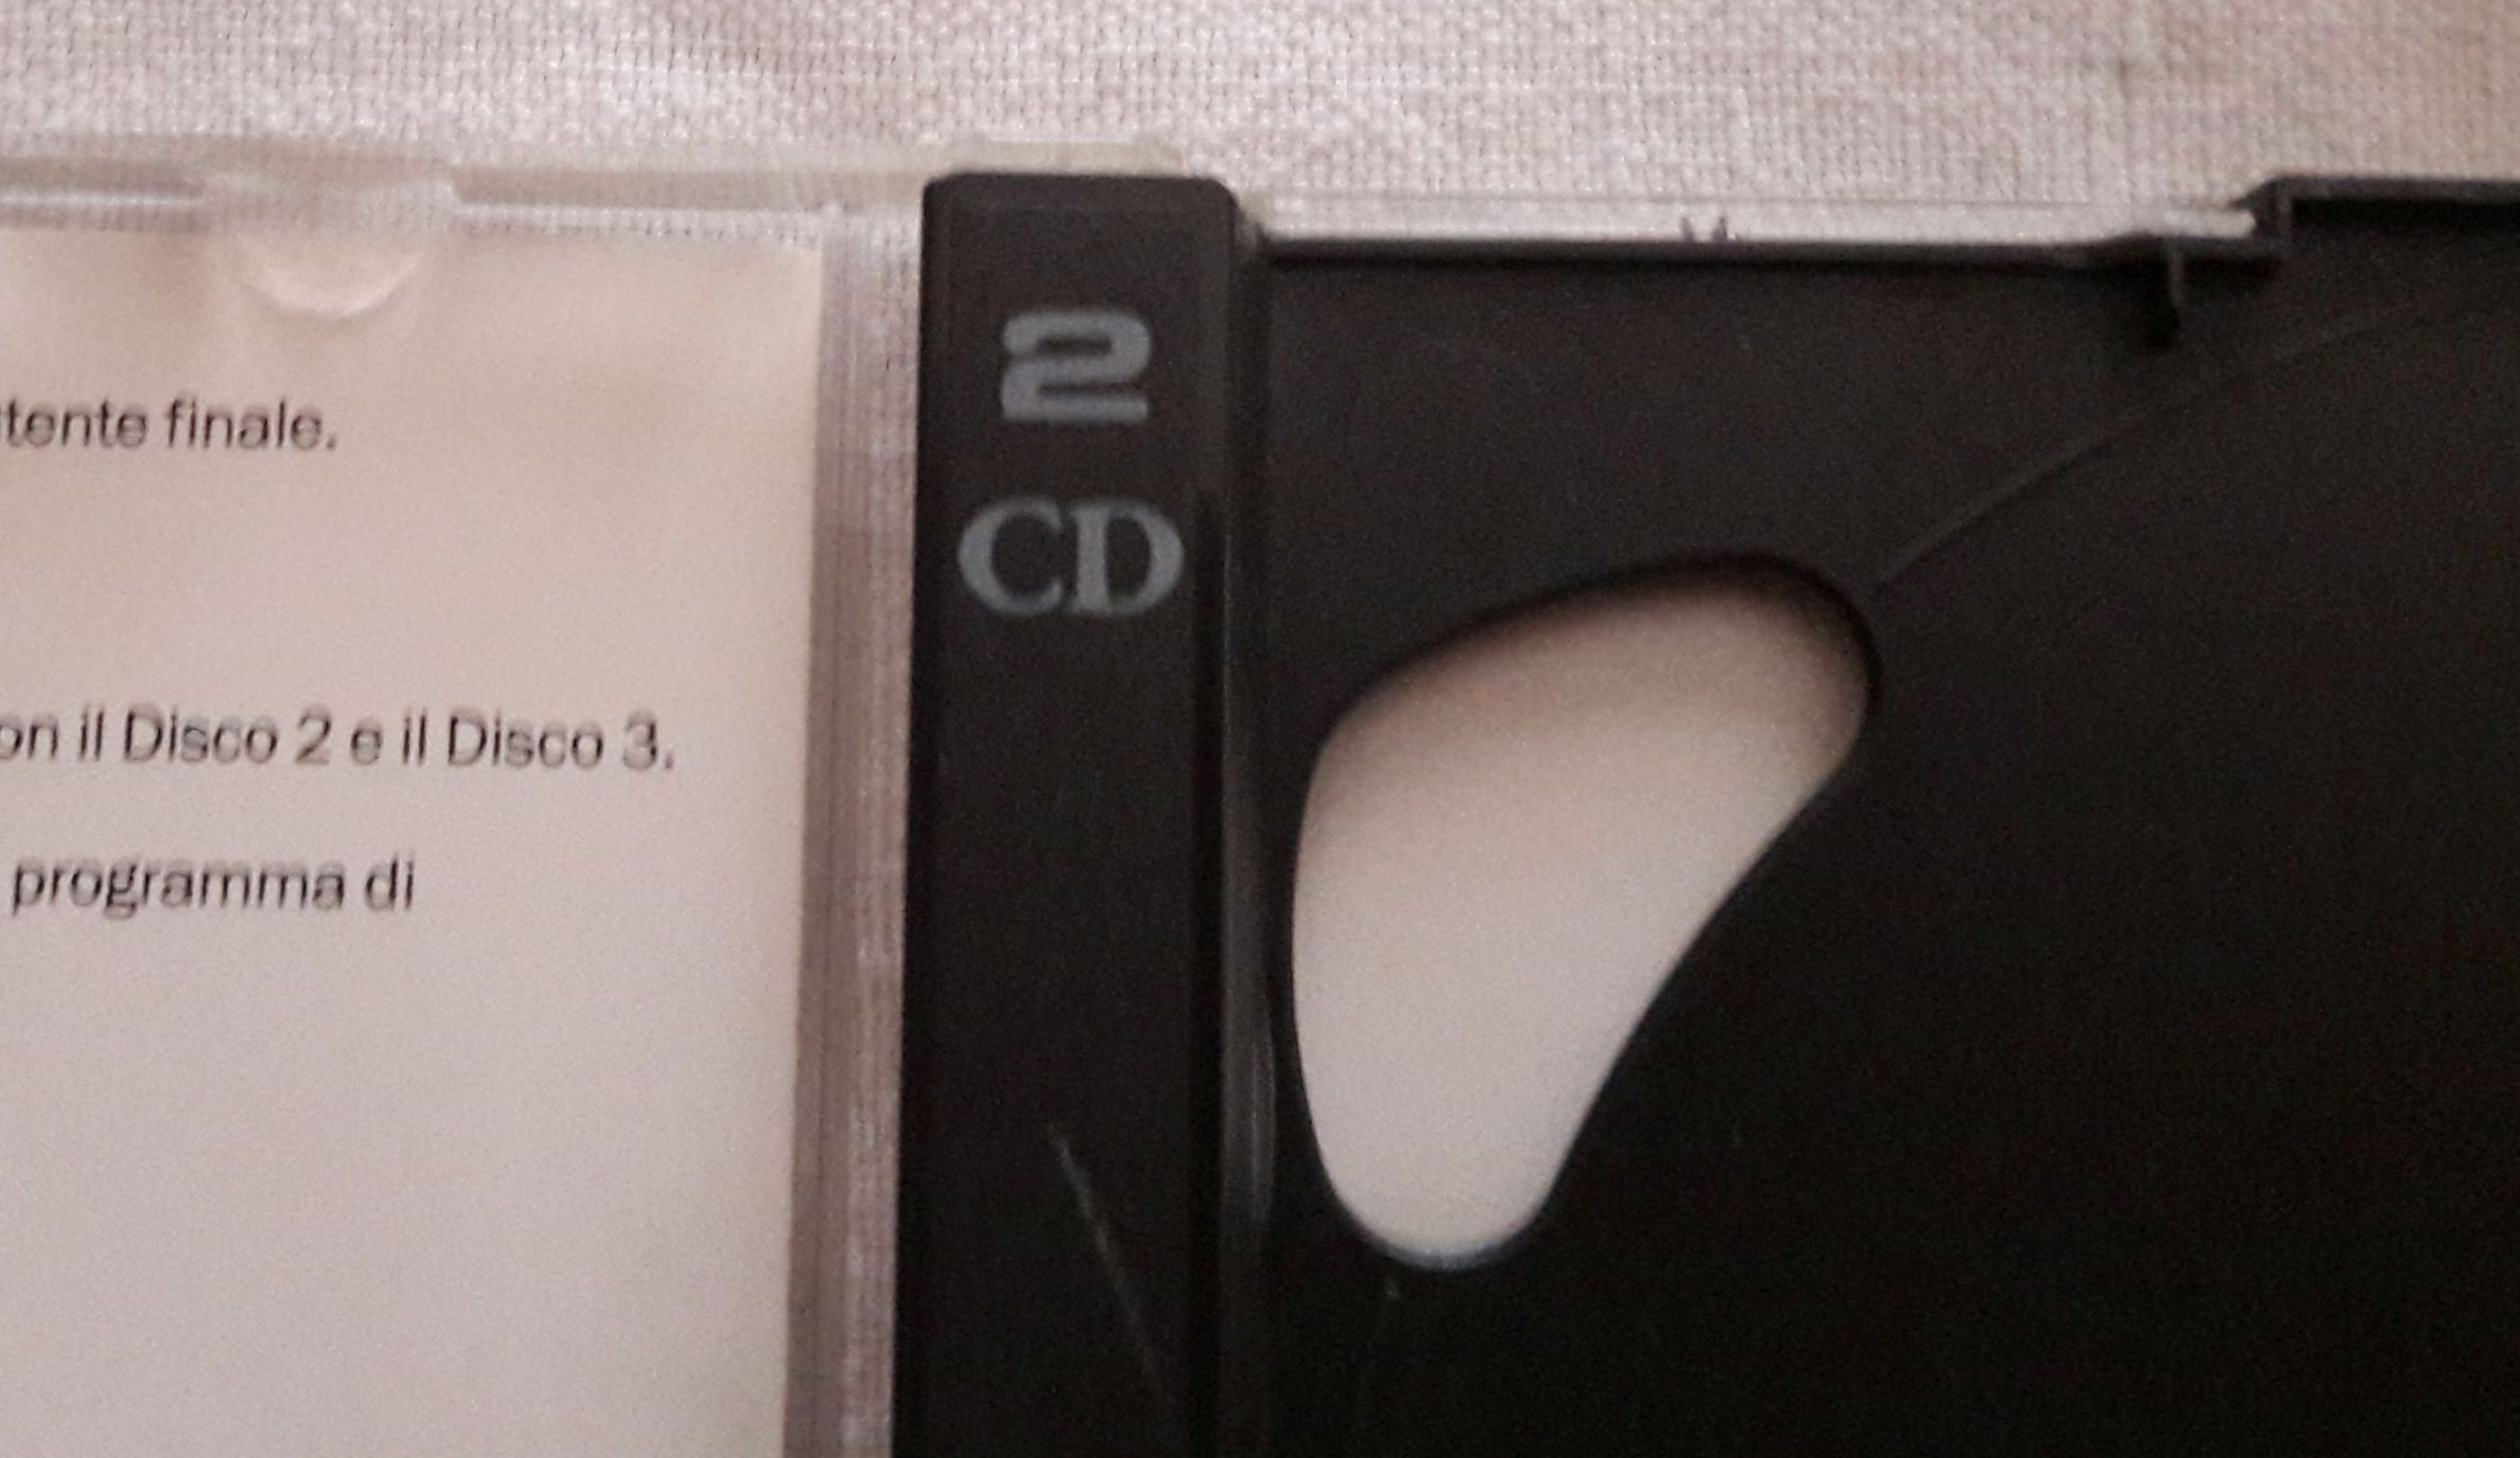 tente finale.
on il Disco 2 e il Disco 3.
programma di
2
CD